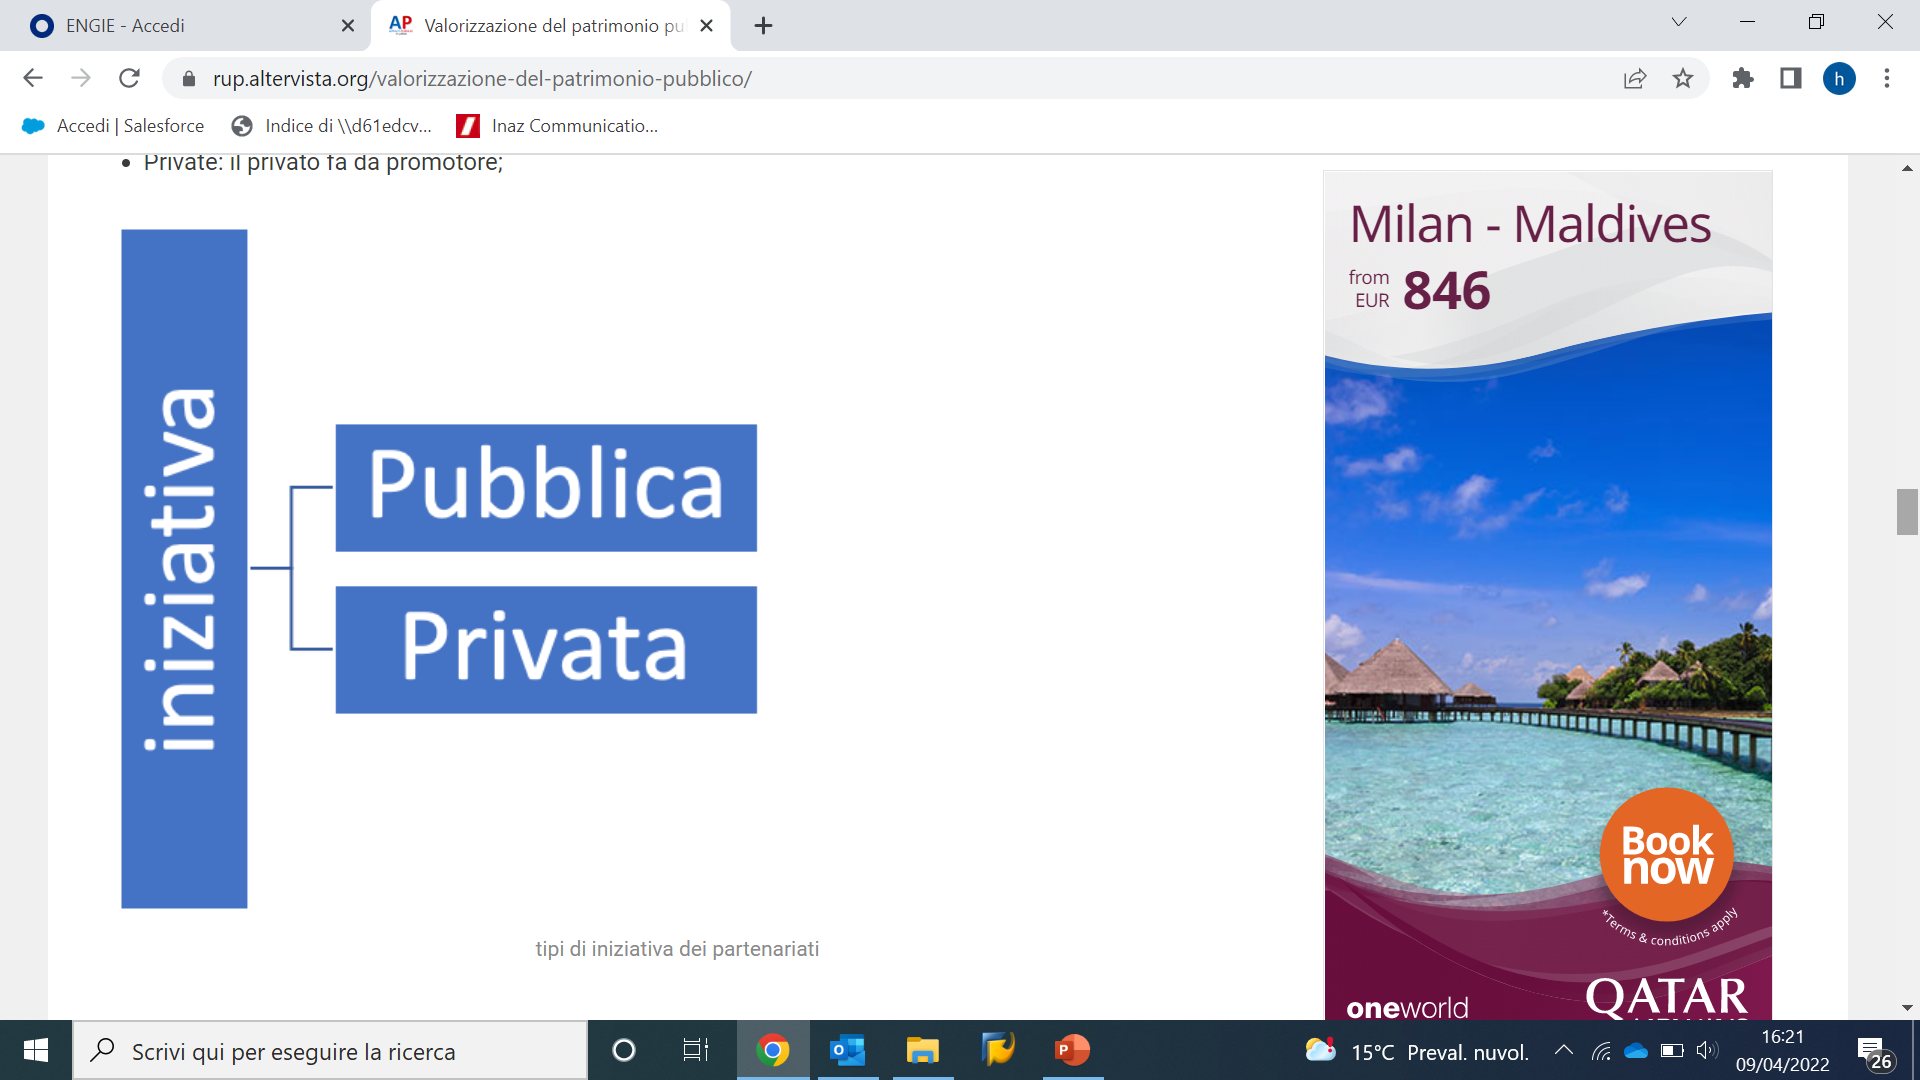 ENGIE - Accedi
AP Valorizzazione del patrimonio pu
rup.altervista.org/valorizzazione-del-patrimonio-pubblico/
h
Accedi | Salesforce
Indice di \\d61edcv...
Inaz Communicatio...
Private: il privato fa da promotore;
iniziativa
Pubblica
Privata
tipi di iniziativa dei partenariati
Milan - Maldives
from
EUR 846
Book
now
*Terms & conditions apply
oneworld
QATAR
Scrivi qui per eseguire la ricerca
15°C Preval. nuvol.
16:21
09/04/2022
26